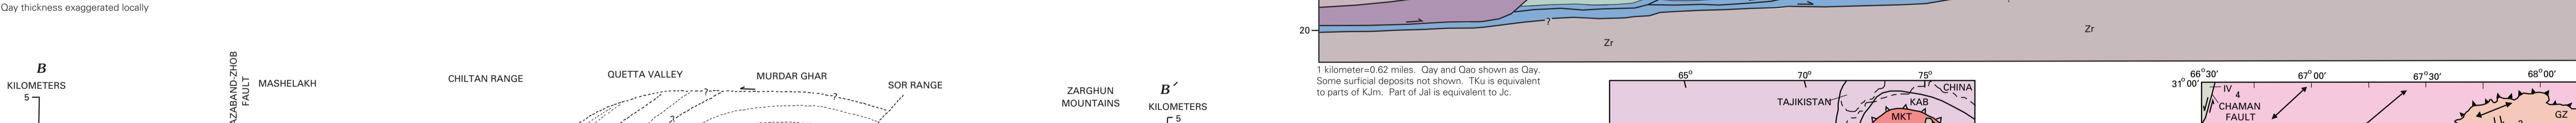 Qay thickness exaggerated locally
B
KILOMETERS
5
FAULT
MASHELAKH
CHILTAN RANGE
QUETTA VALLEY
MURDAR GHAR
SOR RANGE
ZARGHUN
MOUNTAINS
B′
KILOMETERS
5
?
?
?
20
?
Zr
Zr
1 kilometer=0.62 miles. Qay and Qao shown as Qay.
Some surficial deposits not shown. TKu is equivalent
to parts of KJm. Part of Jal is equivalent to Jc.
65° 70° 75°
CHINA
TAJIKISTAN
KAB
MKT
66°30′ 67°00′ 67°30′ 68°00′
31°00′
IV
4
CHAMAN
FAULT
GZ